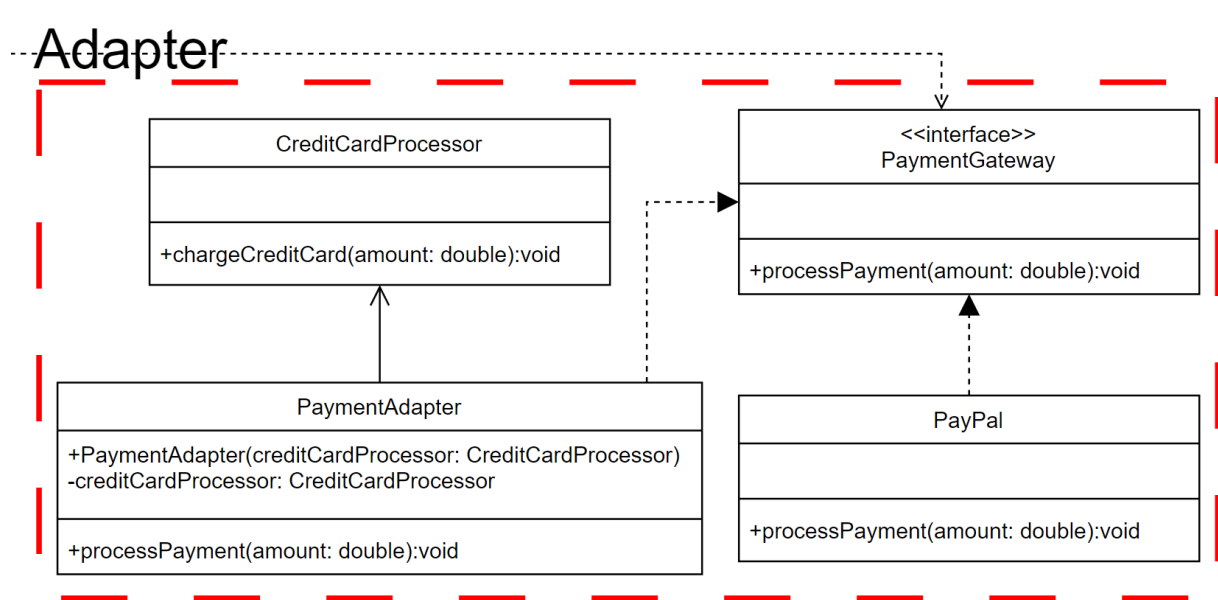 Adapter
CreditCardProcessor
+chargeCreditCard(amount: double):void
<<interface>>
PaymentGateway
+processPayment(amount: double):void
PaymentAdapter
+PaymentAdapter(creditCardProcessor: CreditCardProcessor)
-creditCardProcessor: CreditCardProcessor
+processPayment(amount: double):void
PayPal
+processPayment(amount: double):void